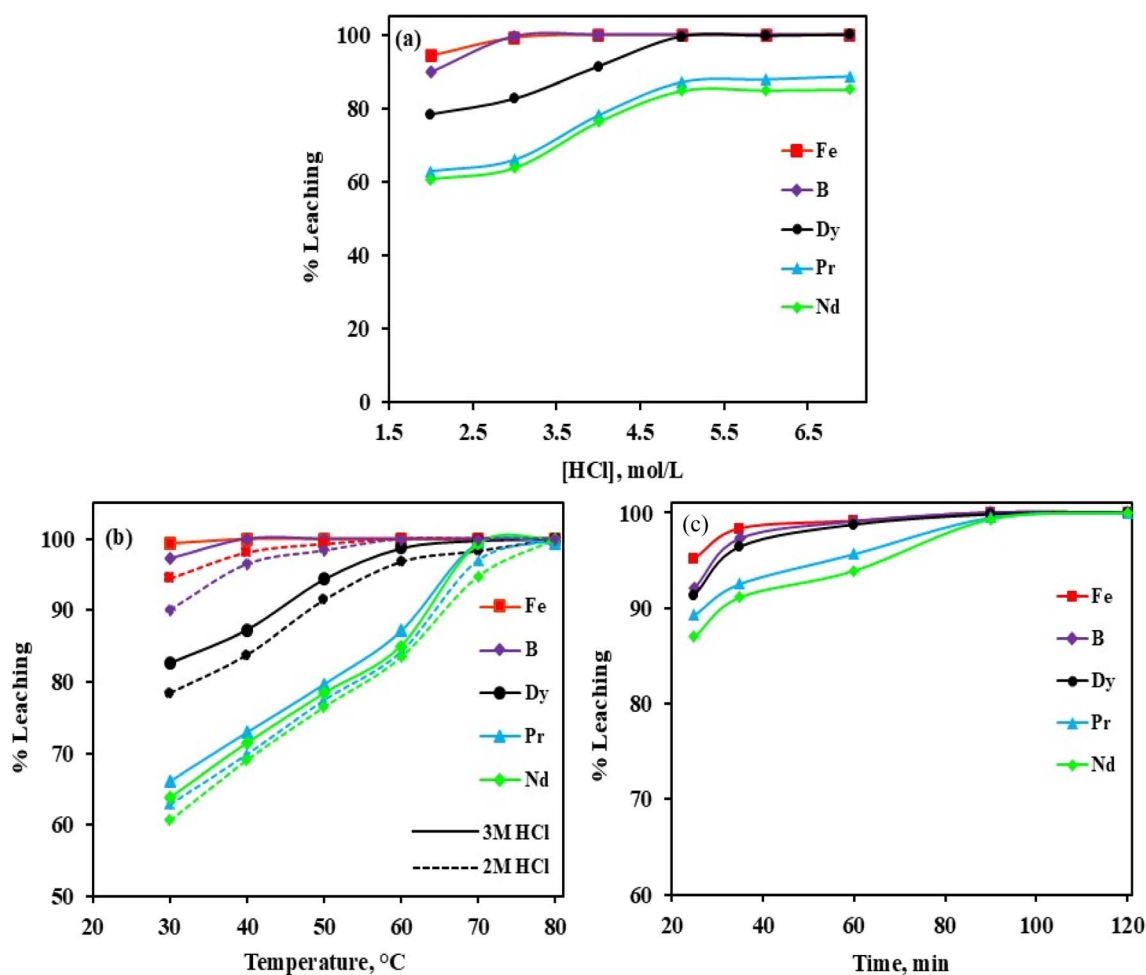 (a)
% Leaching
100
80
60
40
20
0
1.5 2.5 3.5 4.5 5.5 6.5
[HCl], mol/L
Fe
B
Dy
Pr
Nd
(b)
% Leaching
100
90
80
70
60
50
20 30 40 50 60 70 80
Temperature, °C
Fe
B
Dy
Pr
Nd
3M HCl
2M HCl
(c)
% Leaching
100
90
80
70
60
20 40 60 80 100 120
Time, min
Fe
B
Dy
Pr
Nd